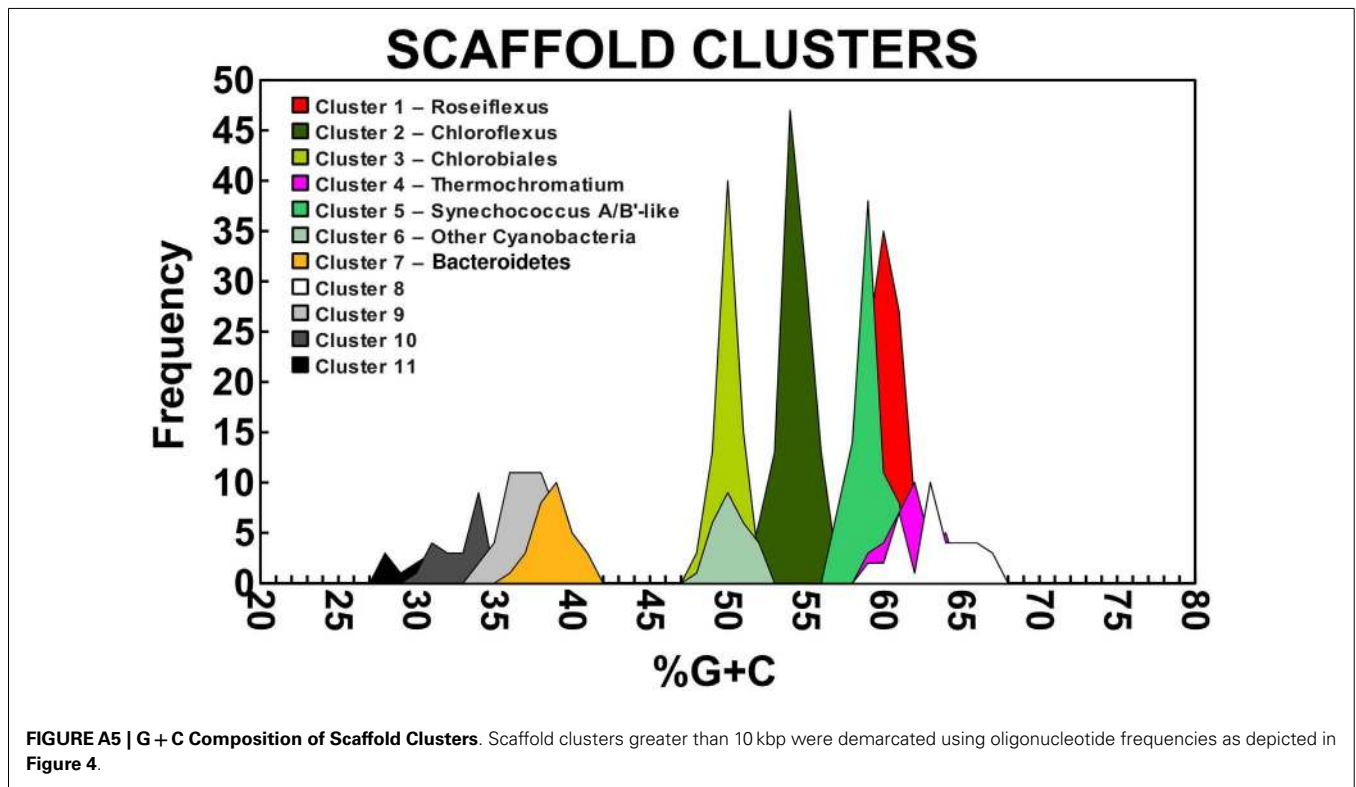 SCAFFOLD CLUSTERS
50
45
40
35
30
25
20
15
10
5
0
Frequency
Cluster 1 – Roseiflexus
Cluster 2 – Chloroflexus
Cluster 3 – Chlorobiales
Cluster 4 – Thermochromatium
Cluster 5 – Synechococcus A/B'-like
Cluster 6 – Other Cyanobacteria
Cluster 7 – Bacteroidetes
Cluster 8
Cluster 9
Cluster 10
Cluster 11
20 25 30 35 40 45 50 55 60 65 70 75 80
%G+C
FIGURE A5 | G + C Composition of Scaffold Clusters. Scaffold clusters greater than 10 kbp were demarcated using oligonucleotide frequencies as depicted in
Figure 4.